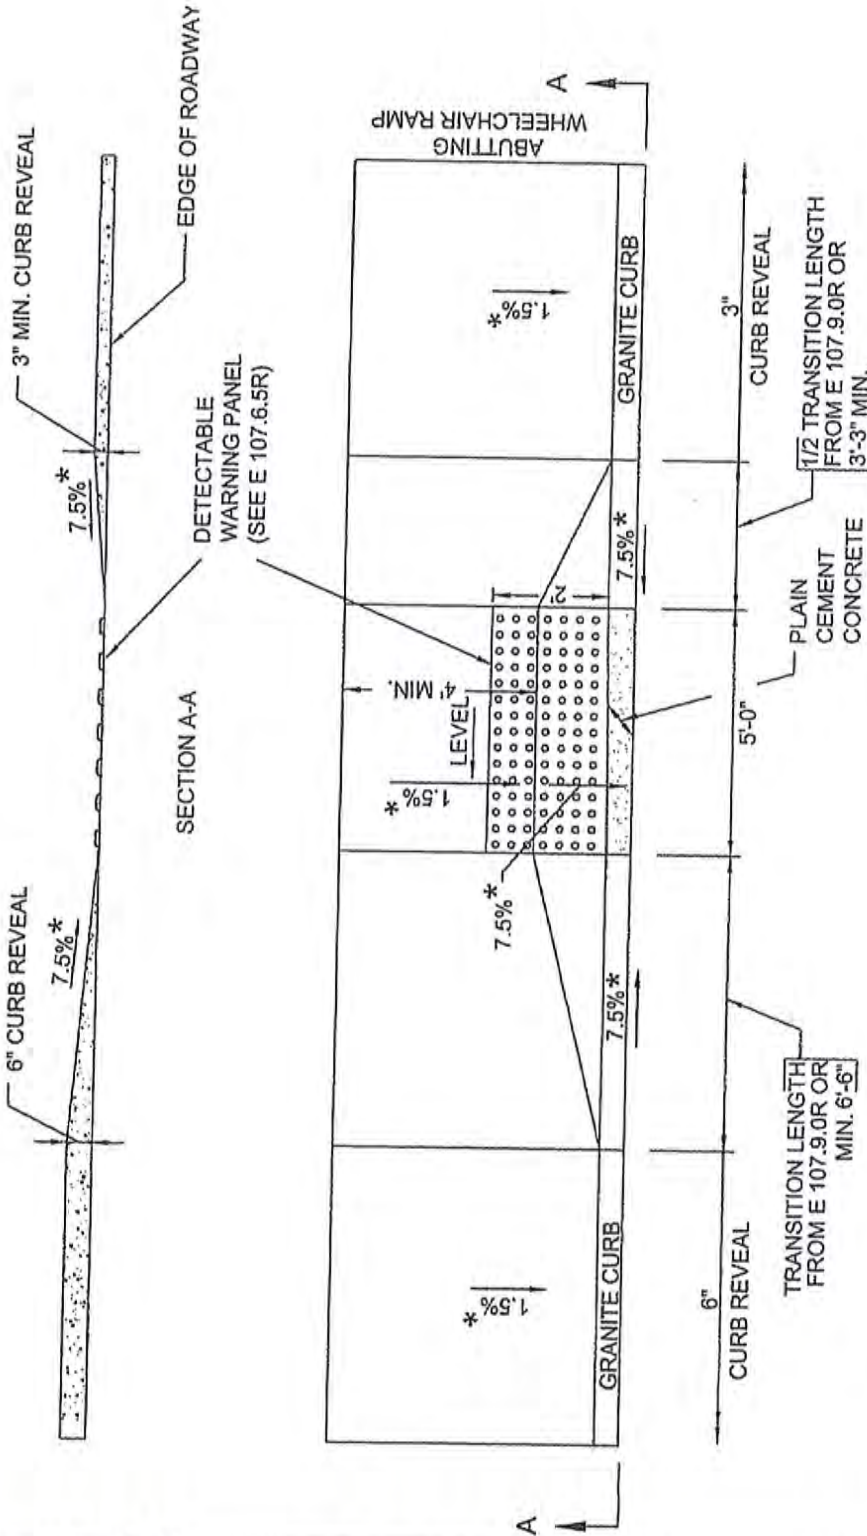 6" CURB REVEAL
7.5%*
SECTION A-A
7.5%*
3" MIN. CURB REVEAL
EDGE OF ROADWAY
DETECTABLE
WARNING PANEL
(SEE E 107.6.5R)
A
1.5%*
GRANITE CURB
7.5%*
7.5%*
1.5%*
LEVEL
4' MIN.
2'
7.5%*
1.5%*
GRANITE CURB
ABUTTING
WHEELCHAIR RAMP
A
6"
CURB REVEAL
TRANSITION LENGTH
FROM E 107.9.0R OR
MIN. 6'-6"
5'-0"
PLAIN
CEMENT
CONCRETE
3"
CURB REVEAL
1/2 TRANSITION LENGTH
FROM E 107.9.0R OR
3'-3" MIN.